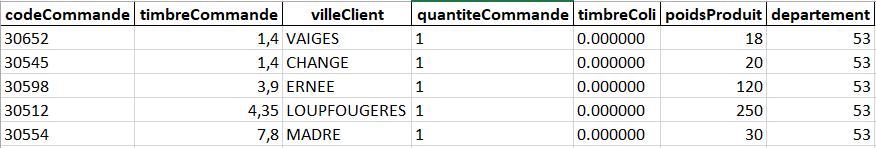 codeCommande timbreCommande villeClient quantiteCommande timbreColi poidsProduit departement
30652 1,4 VAIGES 1 0.000000 18 53
30545 1,4 CHANGE 1 0.000000 20 53
30598 3,9 ERNEE 1 0.000000 120 53
30512 4,35 LOUPFOUGERES 1 0.000000 250 53
30554 7,8 MADRE 1 0.000000 30 53